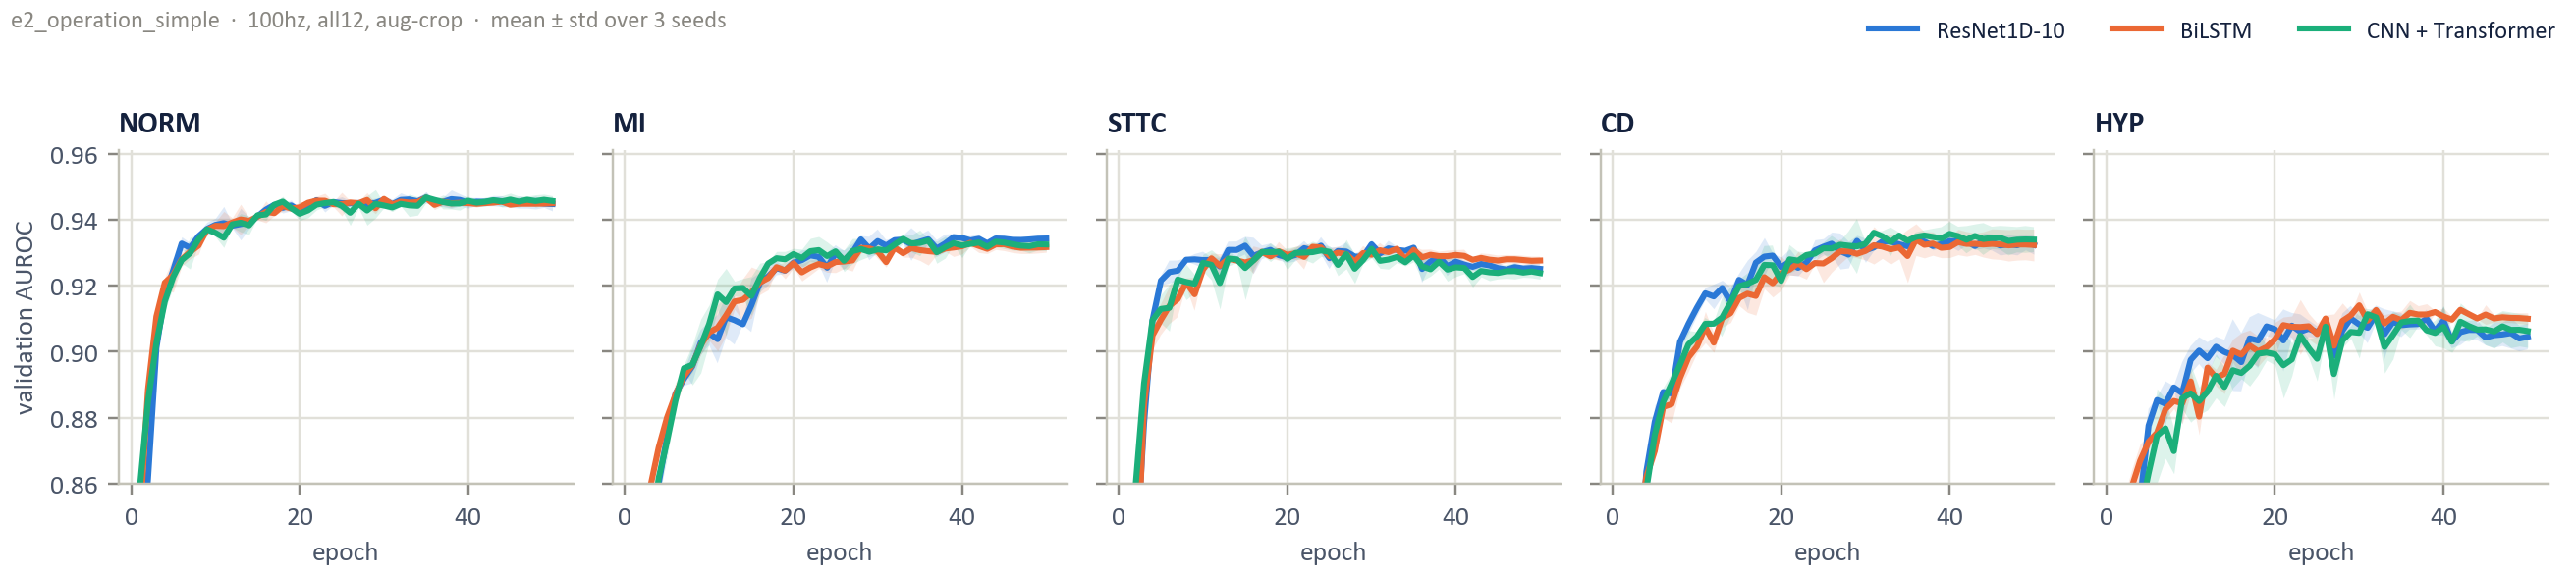 e2_operation_simple · 100hz, all12, aug-crop · mean ± std over 3 seeds
ResNet1D-10 BiLSTM CNN + Transformer
NORM MI STTC CD HYP
validation AUROC
0.96
0.94
0.92
0.90
0.88
0.86
0 20 40 0 20 40 0 20 40 0 20 40 0 20 40
epoch epoch epoch epoch epoch